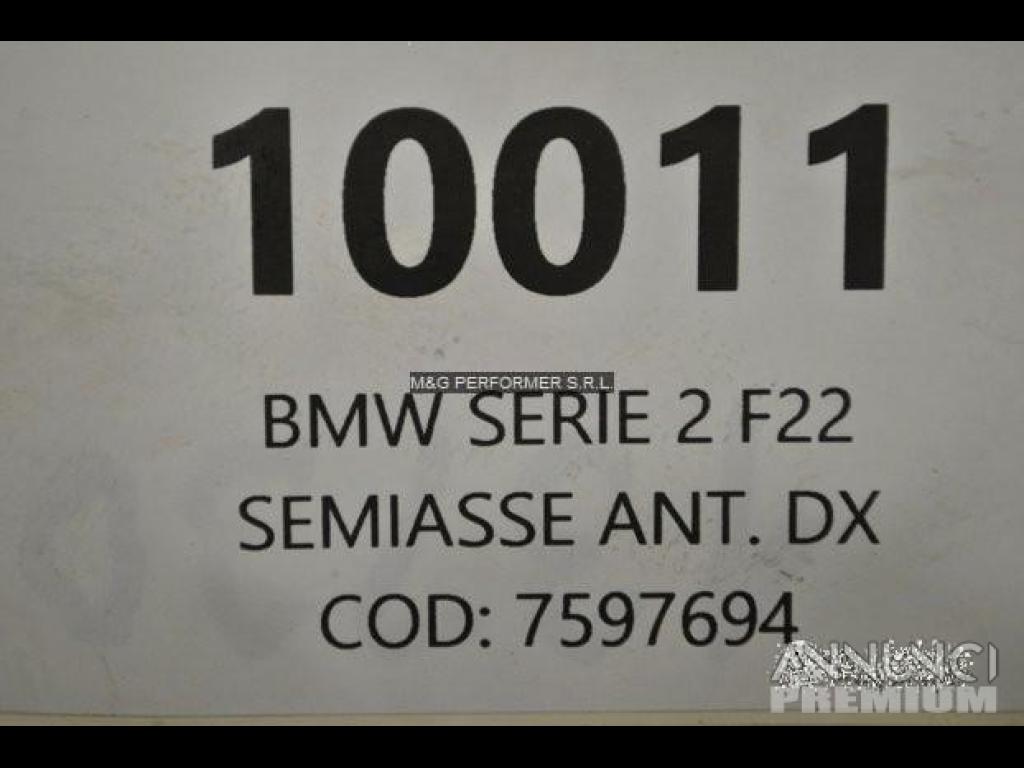 10011
M&G PERFORMER S.R.L.
BMW SERIE 2 F22
SEMIASSE ANT. DX
COD: 7597694
ANNUNCI
PREMIUM